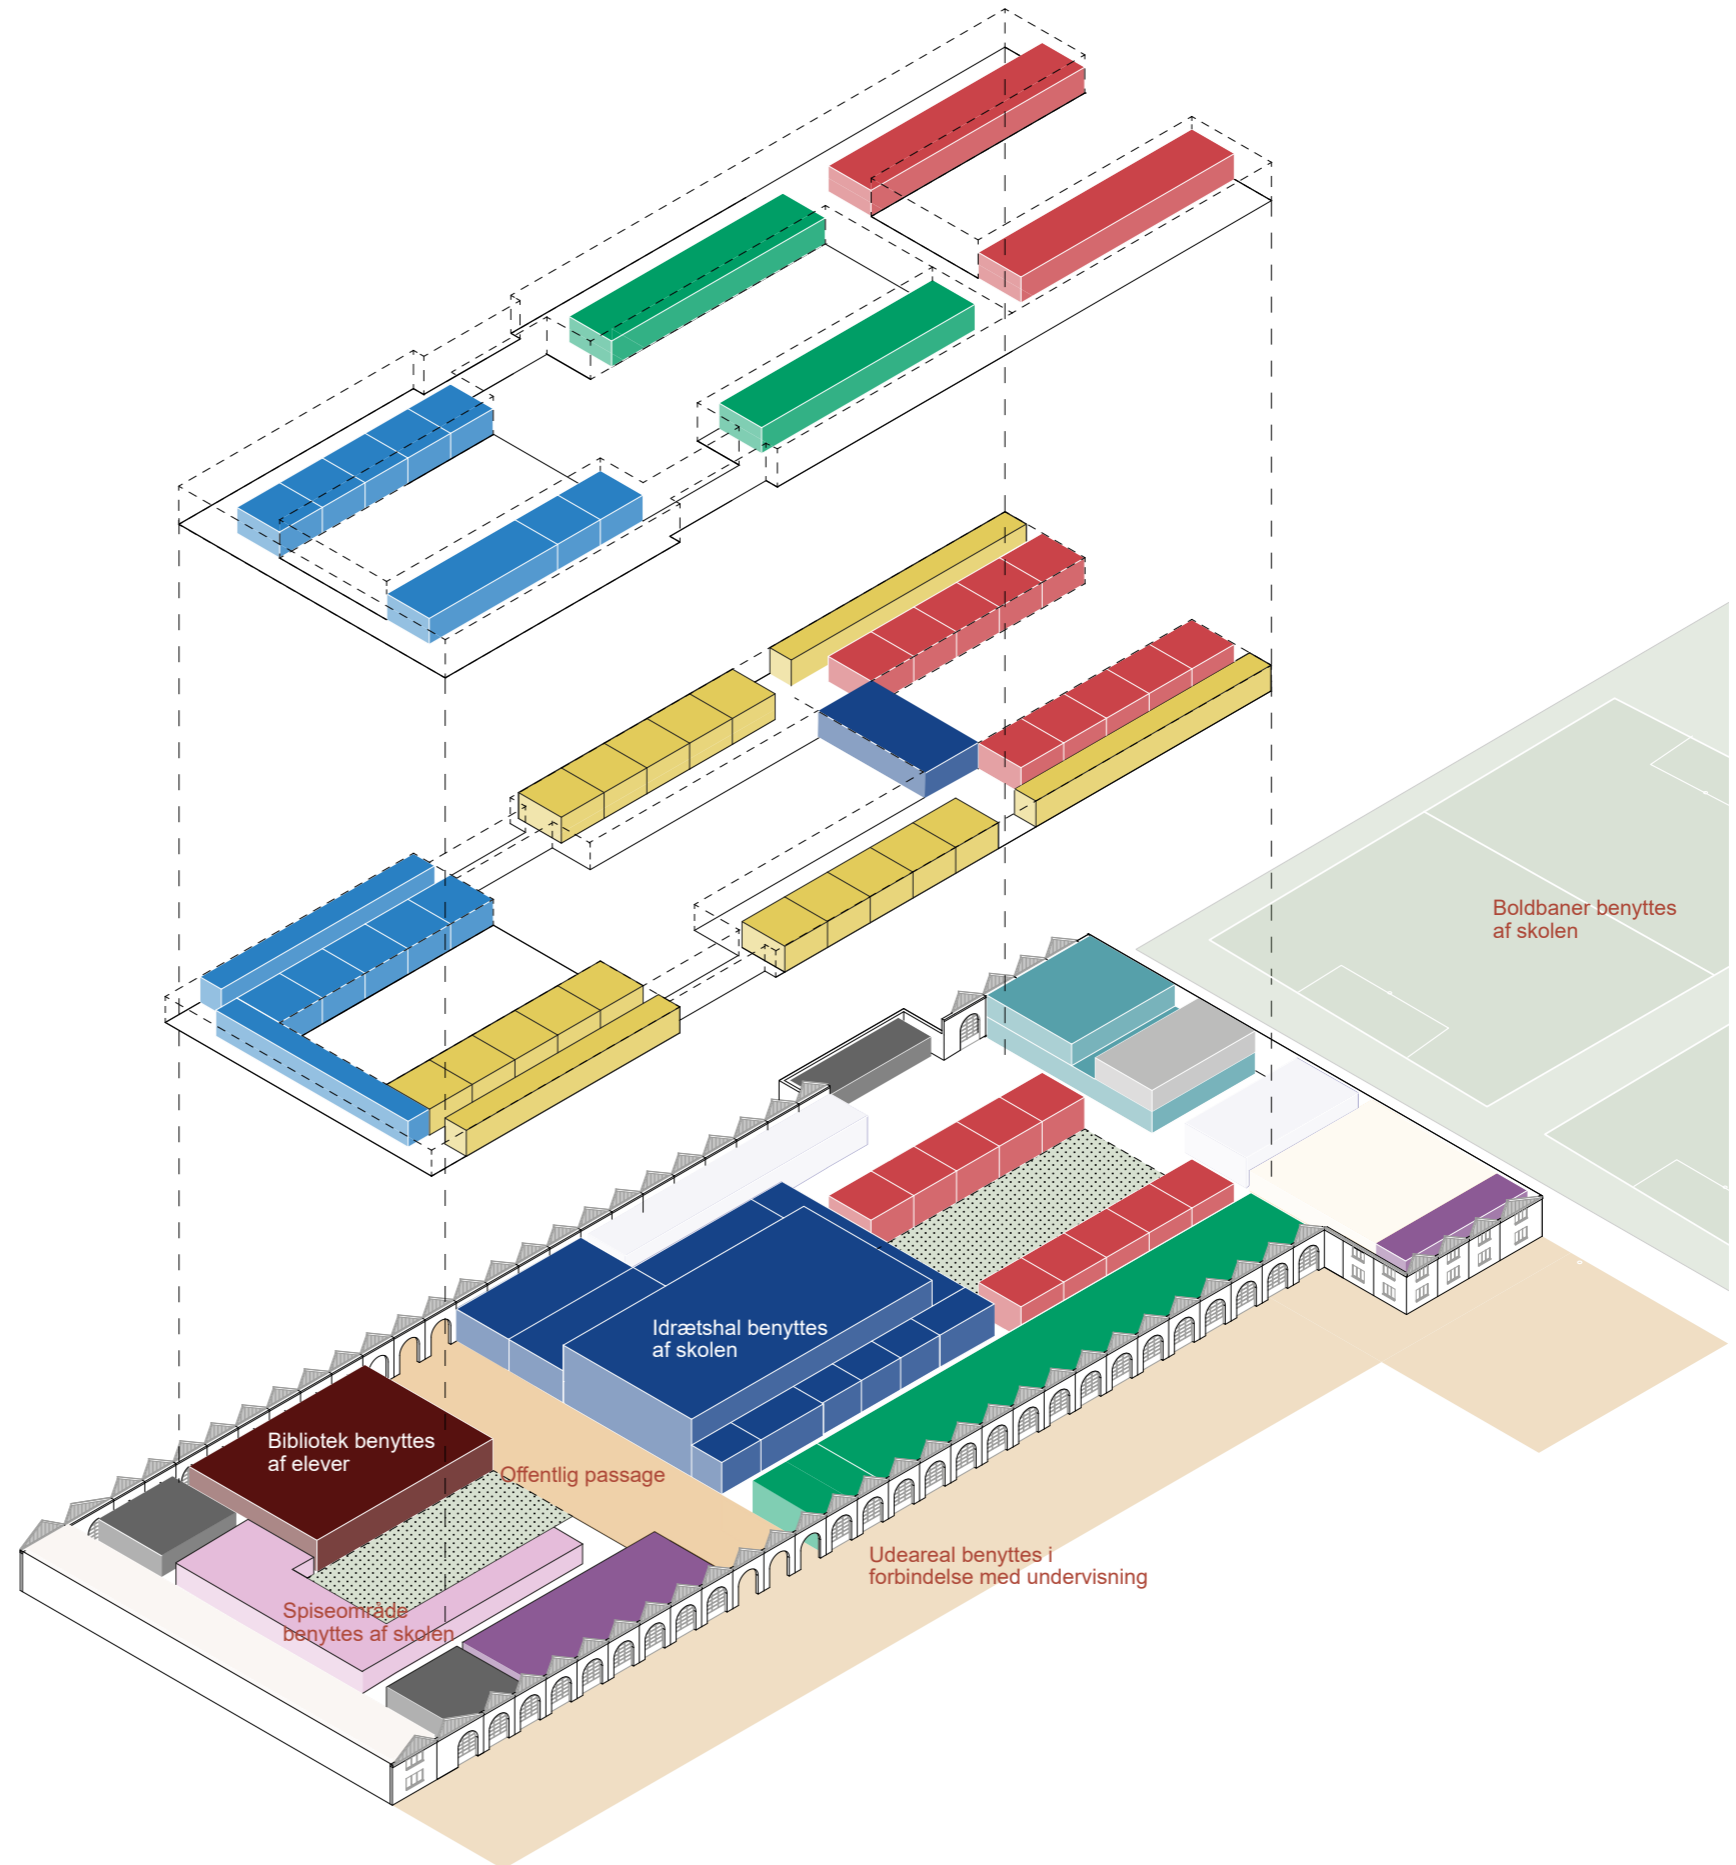 Boldbaner benyttes
af skolen
Idrætshal benyttes
af skolen
Bibliotek benyttes
af elever
Offentlig passage
Udeareal benyttes i
forbindelse med undervisning
Spiseområde
benyttes af skolen